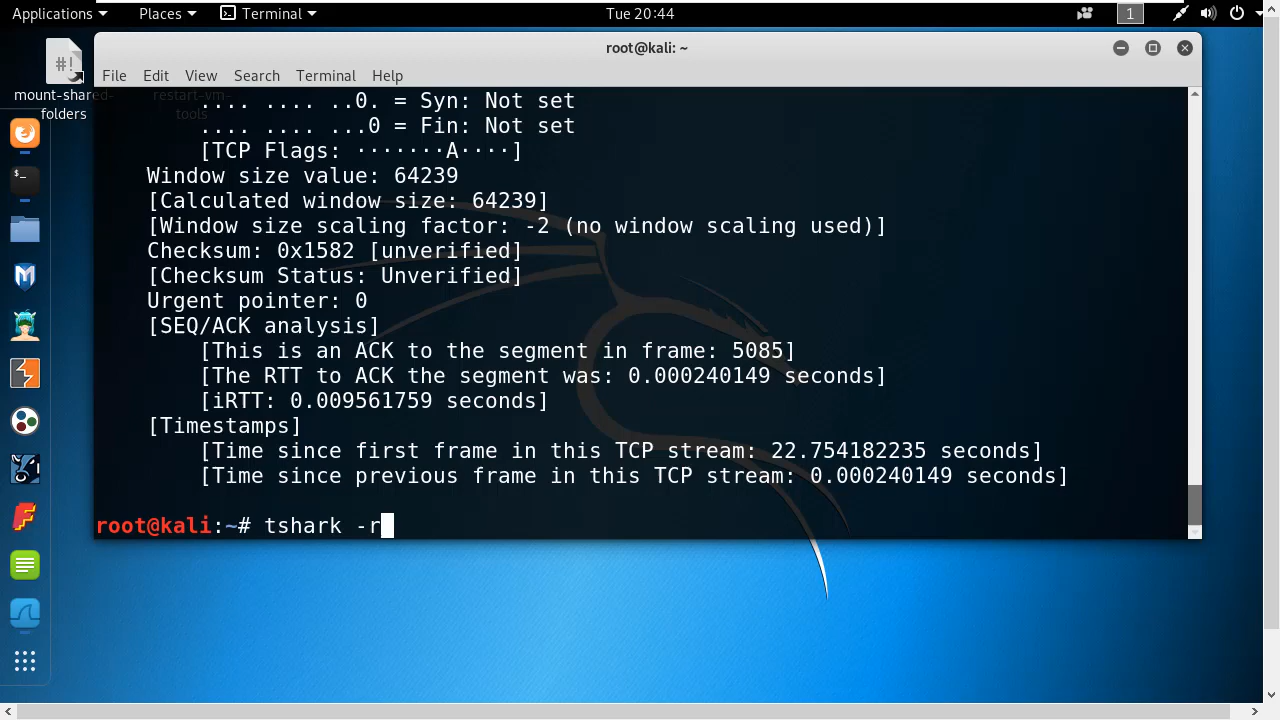 Applications Places Terminal Tue 20:44 1
root@kali: ~
File Edit View Search Terminal Help
#!
mount-shared-folders
restart-vm-tools
$_
.... .... ..0. = Syn: Not set
.... .... ...0 = Fin: Not set
[TCP Flags: ·······A····]
Window size value: 64239
[Calculated window size: 64239]
[Window size scaling factor: -2 (no window scaling used)]
Checksum: 0x1582 [unverified]
[Checksum Status: Unverified]
Urgent pointer: 0
[SEQ/ACK analysis]
[This is an ACK to the segment in frame: 5085]
[The RTT to ACK the segment was: 0.000240149 seconds]
[iRTT: 0.009561759 seconds]
[Timestamps]
[Time since first frame in this TCP stream: 22.754182235 seconds]
[Time since previous frame in this TCP stream: 0.000240149 seconds]
root@kali:~# tshark -r